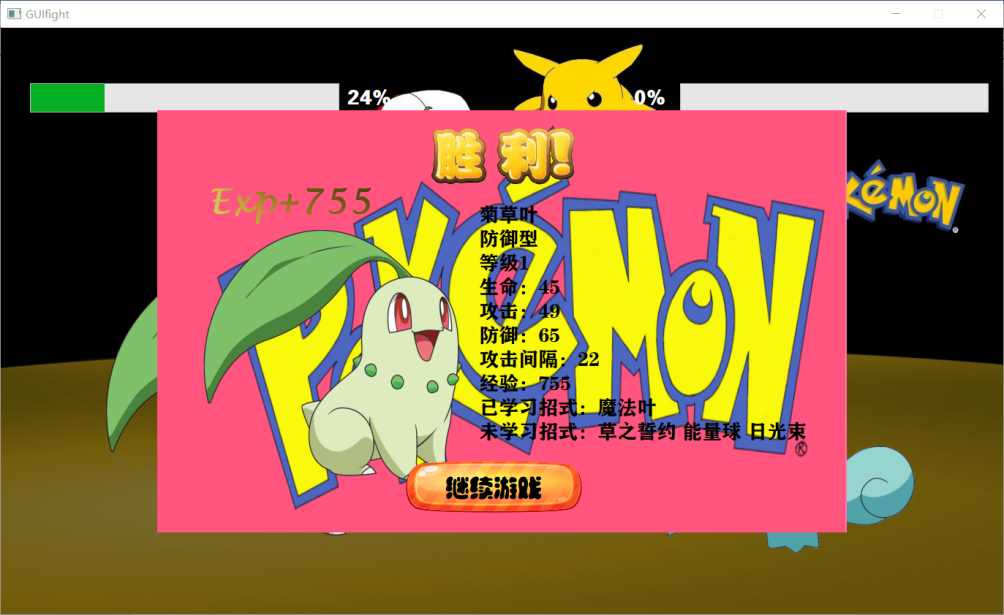 GUIfight
24%
0%
胜利!
Exp+755
POKéMON
®
éMON
®
菊草叶
防御型
等级1
生命：45
攻击：49
防御：65
攻击间隔：22
经验：755
已学习招式：魔法叶
未学习招式：草之誓约 能量球 日光束
继续游戏